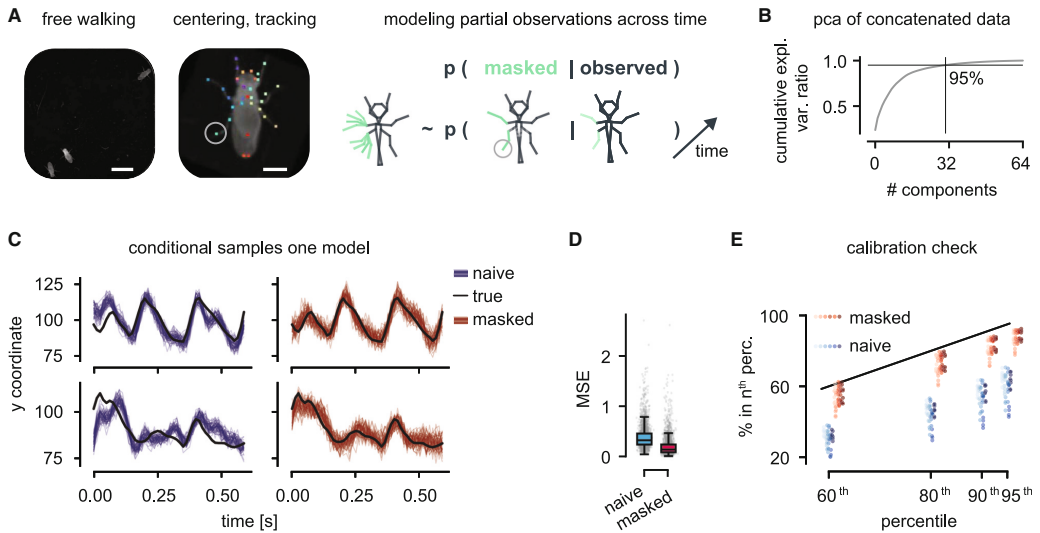 A
free walking
centering, tracking
modeling partial observations across time
p ( masked | observed )
~ p ( | )
time
B
pca of concatenated data
cumulative expl.
var. ratio
1.0
0.5
95%
0 32 64
# components
C
conditional samples one model
y coordinate
125
100
75
100
75
0.00 0.25 0.50
0.00 0.25 0.50
time [s]
naive
true
masked
D
MSE
2
1
0
naive
masked
E
calibration check
% in nth perc.
100
60
20
masked
naive
60th 80th 90th 95th
percentile